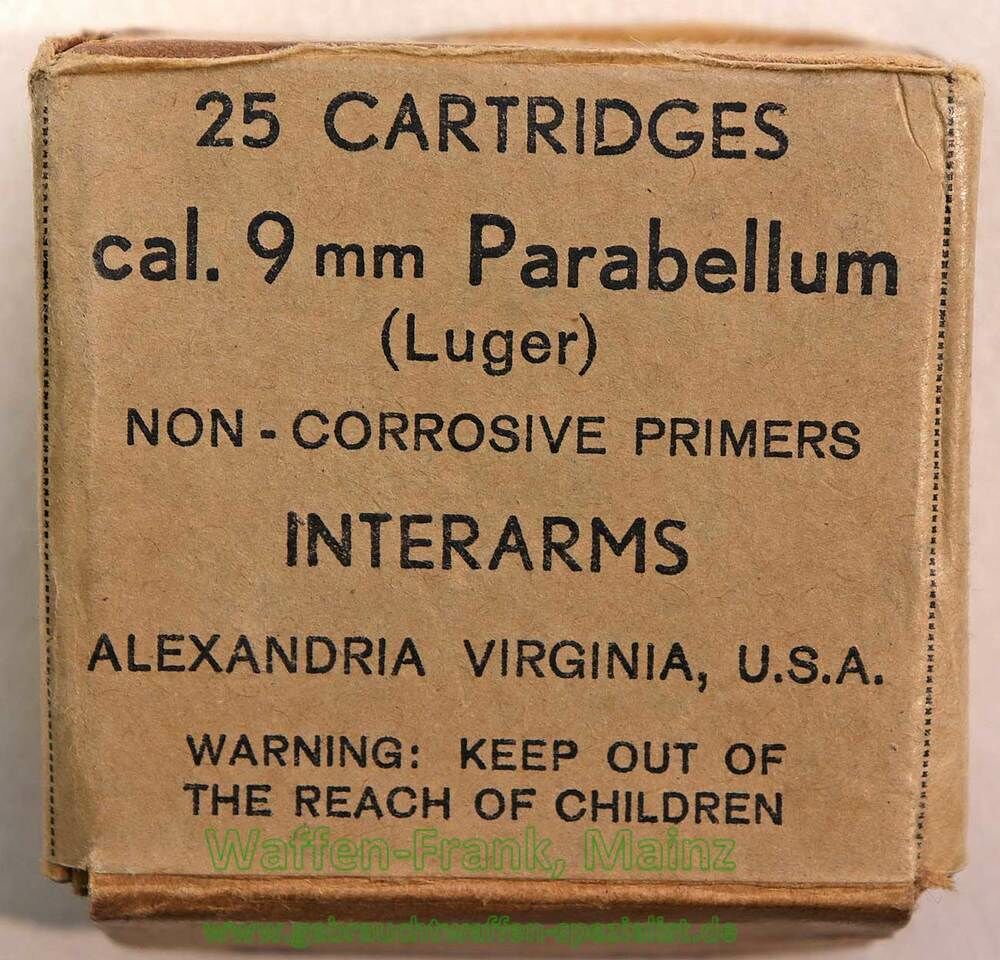 25 CARTRIDGES
cal. 9 mm Parabellum
(Luger)
NON-CORROSIVE PRIMERS
INTERARMS
ALEXANDRIA VIRGINIA, U.S.A.
WARNING: KEEP OUT OF
THE REACH OF CHILDREN
Waffen-Frank, Mainz
www.gebrauchtwaffen-spezialist.de